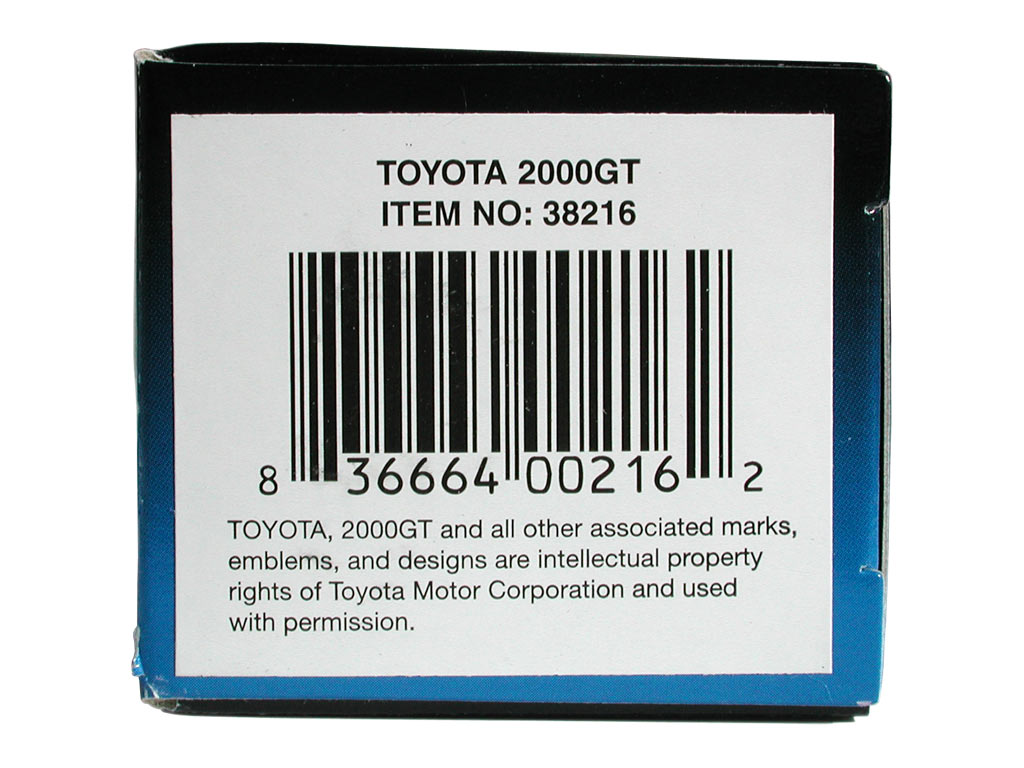 TOYOTA 2000GT
ITEM NO: 38216
8 36664 00216 2
TOYOTA, 2000GT and all other associated marks,
emblems, and designs are intellectual property
rights of Toyota Motor Corporation and used
with permission.